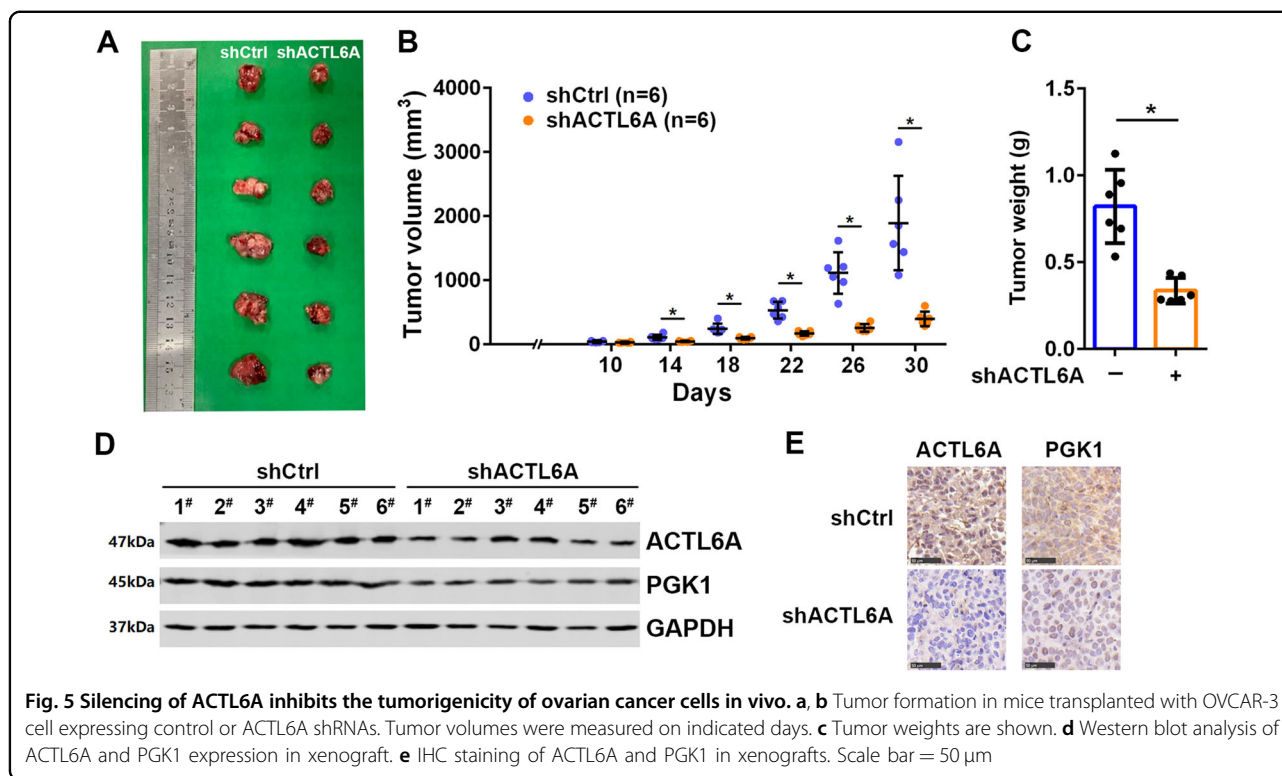 A
shCtrl shACTL6A
B
4000
3000
2000
1000
0
Tumor volume (mm³)
shCtrl (n=6)
shACTL6A (n=6)
* * * * *
10 14 18 22 26 30
Days
C
1.5
1.0
0.5
0.0
Tumor weight (g)
*
shACTL6A − +
D
shCtrl shACTL6A
1# 2# 3# 4# 5# 6# 1# 2# 3# 4# 5# 6#
47kDa ACTL6A
45kDa PGK1
37kDa GAPDH
E
ACTL6A PGK1
shCtrl
shACTL6A
Fig. 5 Silencing of ACTL6A inhibits the tumorigenicity of ovarian cancer cells in vivo. a, b Tumor formation in mice transplanted with OVCAR-3
cell expressing control or ACTL6A shRNAs. Tumor volumes were measured on indicated days. c Tumor weights are shown. d Western blot analysis of
ACTL6A and PGK1 expression in xenograft. e IHC staining of ACTL6A and PGK1 in xenografts. Scale bar = 50 μm